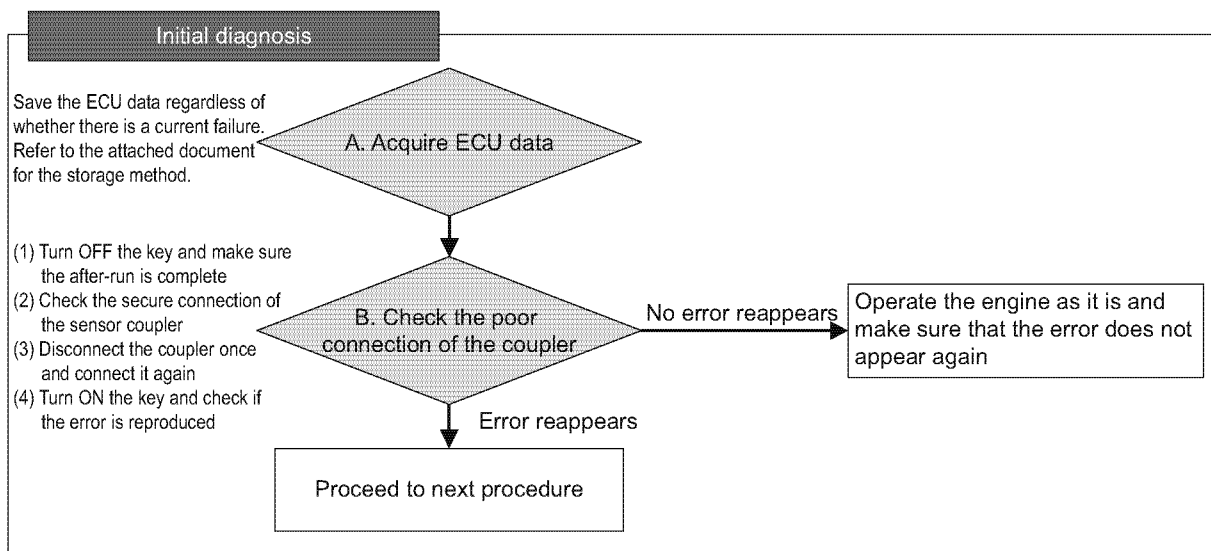 Initial diagnosis
Save the ECU data regardless of
whether there is a current failure.
Refer to the attached document
for the storage method.
A. Acquire ECU data
(1) Turn OFF the key and make sure
the after-run is complete
(2) Check the secure connection of
the sensor coupler
(3) Disconnect the coupler once
and connect it again
(4) Turn ON the key and check if
the error is reproduced
B. Check the poor
connection of the coupler
No error reappears
Operate the engine as it is and
make sure that the error does not
appear again
Error reappears
Proceed to next procedure